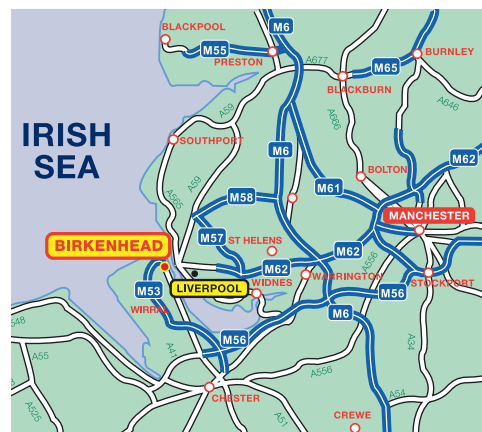 BLACKPOOL
M6
M55
PRESTON
A677
M65
BURNLEY
BLACKBURN
A59
A666
A646
IRISH
SEA
SOUTHPORT
M6
BOLTON
M62
A59
A565
M58
M61
MANCHESTER
BIRKENHEAD
M57
ST HELENS
M62
A556
M62
WARRINGTON
STOCKPORT
LIVERPOOL
WIDNES
M53
M56
WIRRAL
M6
M56
A34
A55
A41
A556
CHESTER
A54
A525
A51
CREWE